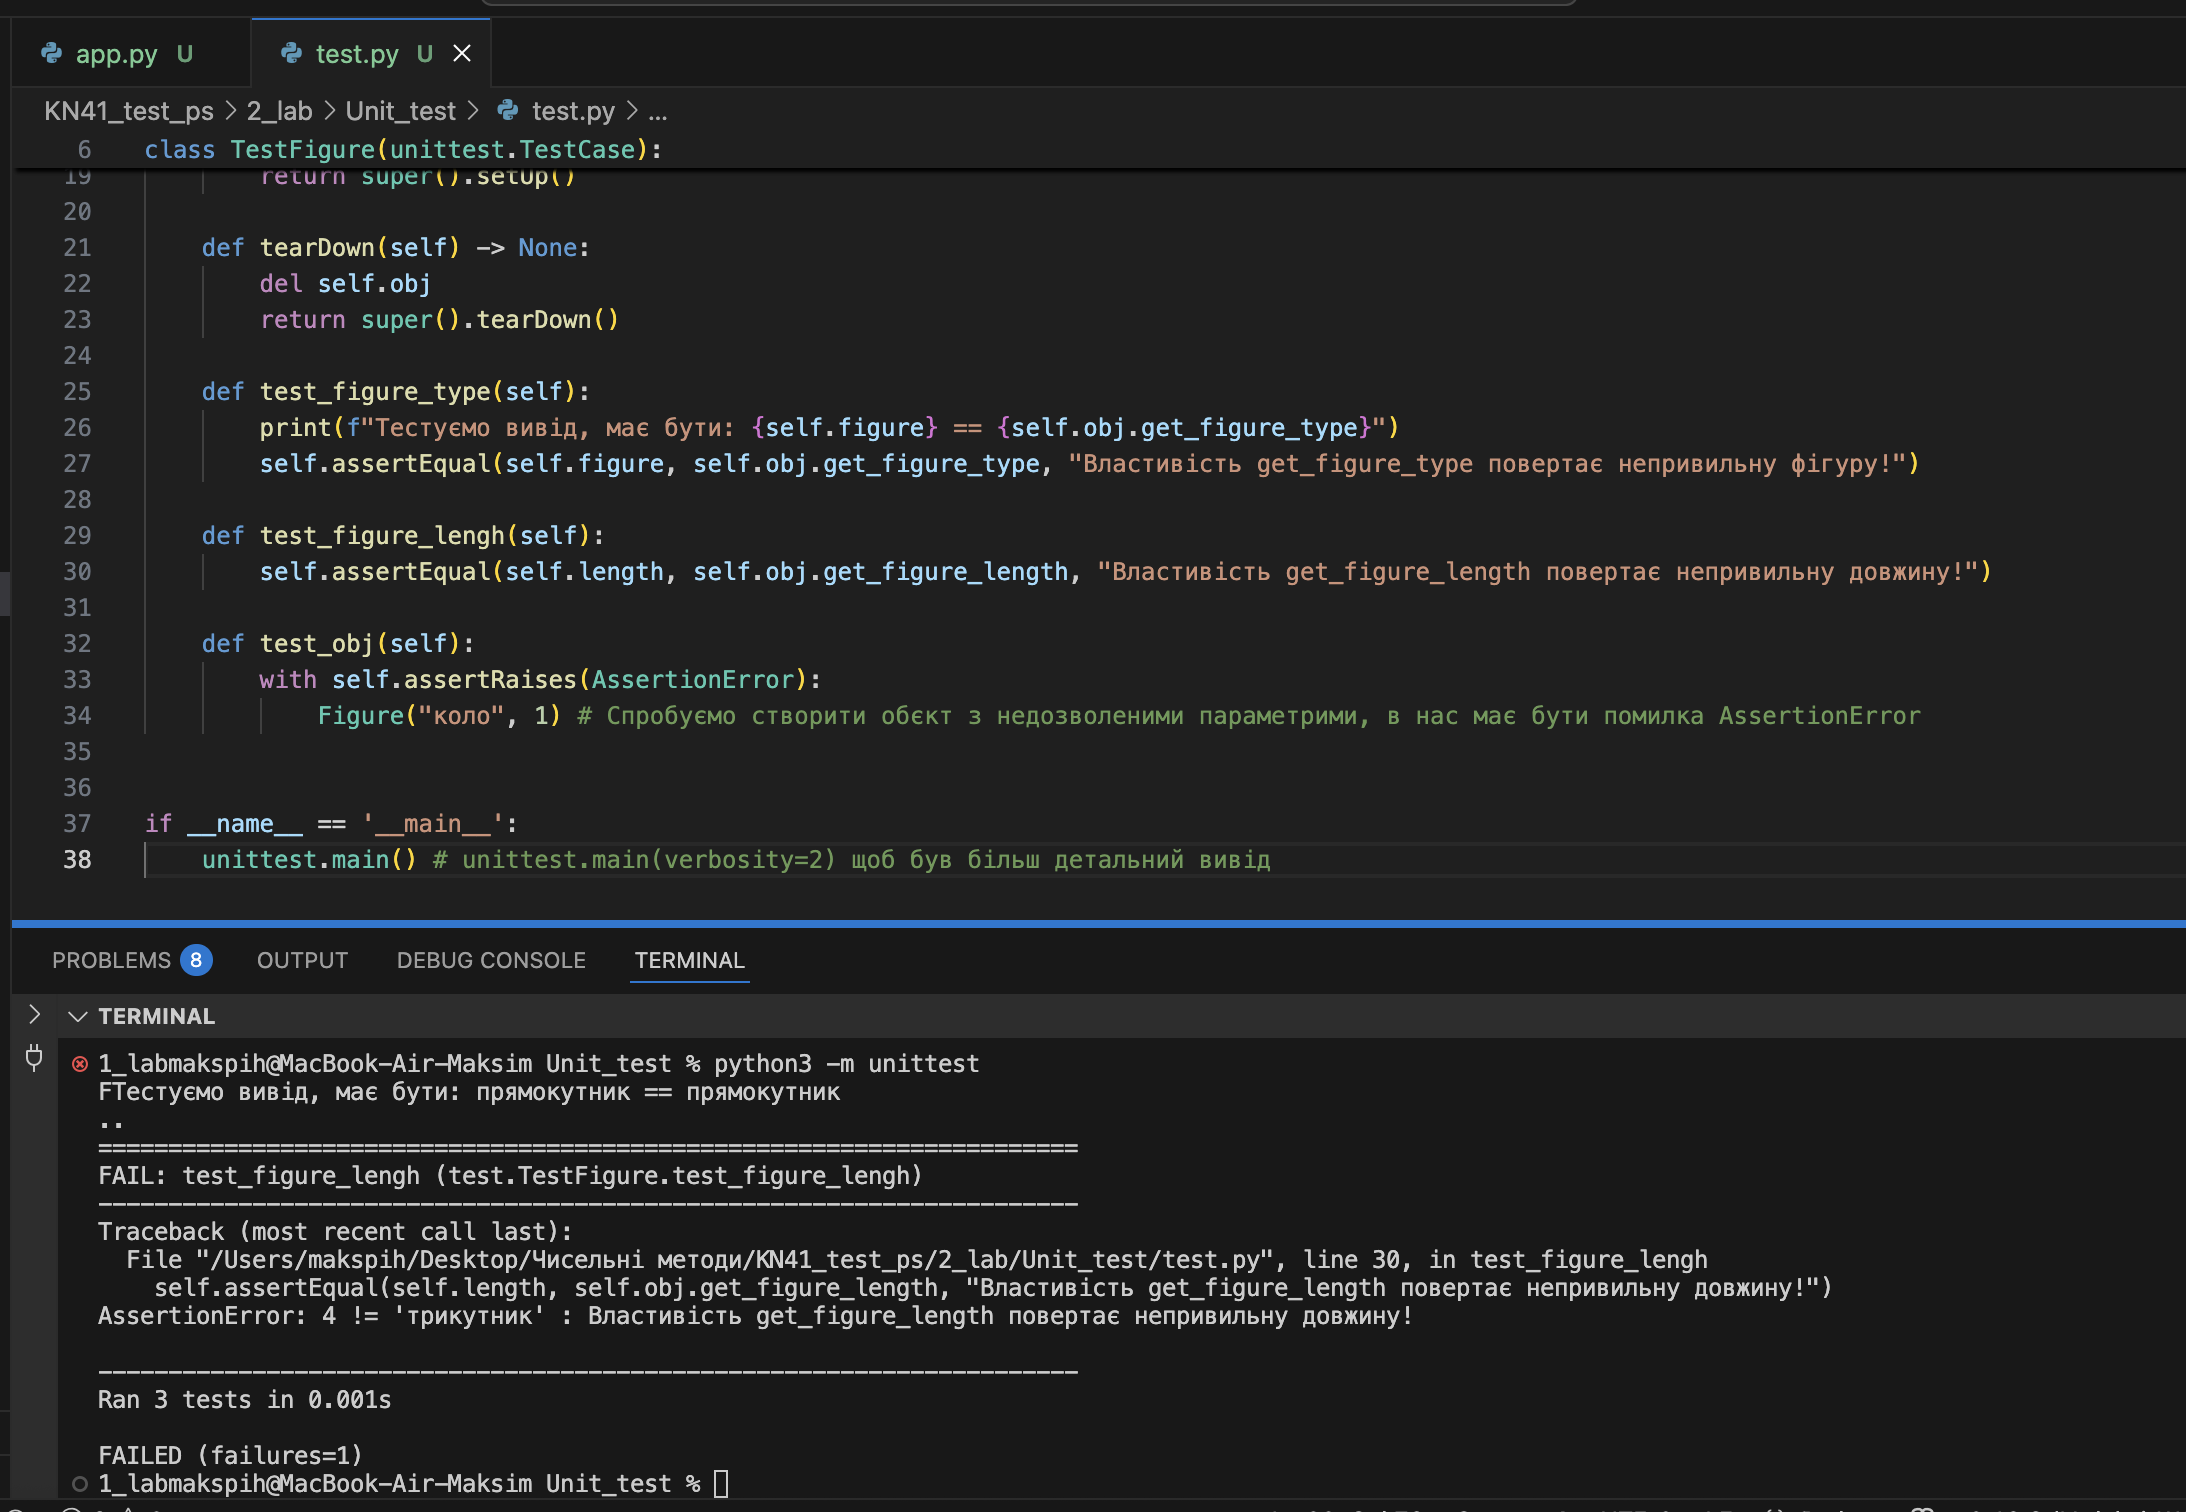 app.py U
test.py U
KN41_test_ps > 2_lab > Unit_test > test.py > ...
6 class TestFigure(unittest.TestCase):
19 return super().setUp()
20
21 def tearDown(self) -> None:
22 del self.obj
23 return super().tearDown()
24
25 def test_figure_type(self):
26 print(f"Тестуємо вивід, має бути: {self.figure} == {self.obj.get_figure_type}")
27 self.assertEqual(self.figure, self.obj.get_figure_type, "Властивість get_figure_type повертає непривильну фігуру!")
28
29 def test_figure_lengh(self):
30 self.assertEqual(self.length, self.obj.get_figure_length, "Властивість get_figure_length повертає непривильну довжину!")
31
32 def test_obj(self):
33 with self.assertRaises(AssertionError):
34 Figure("коло", 1) # Спробуємо створити обєкт з недозволеними параметрими, в нас має бути помилка AssertionError
35
36
37 if __name__ == '__main__':
38 unittest.main() # unittest.main(verbosity=2) щоб був більш детальний вивід
PROBLEMS 8 OUTPUT DEBUG CONSOLE TERMINAL
TERMINAL
1_labmakspih@MacBook-Air-Maksim Unit_test % python3 -m unittest
FТестуємо вивід, має бути: прямокутник == прямокутник
..
======================================================================
FAIL: test_figure_lengh (test.TestFigure.test_figure_lengh)
----------------------------------------------------------------------
Traceback (most recent call last):
File "/Users/makspih/Desktop/Чисельні методи/KN41_test_ps/2_lab/Unit_test/test.py", line 30, in test_figure_lengh
self.assertEqual(self.length, self.obj.get_figure_length, "Властивість get_figure_length повертає непривильну довжину!")
AssertionError: 4 != 'трикутник' : Властивість get_figure_length повертає непривильну довжину!
----------------------------------------------------------------------
Ran 3 tests in 0.001s
FAILED (failures=1)
1_labmakspih@MacBook-Air-Maksim Unit_test %